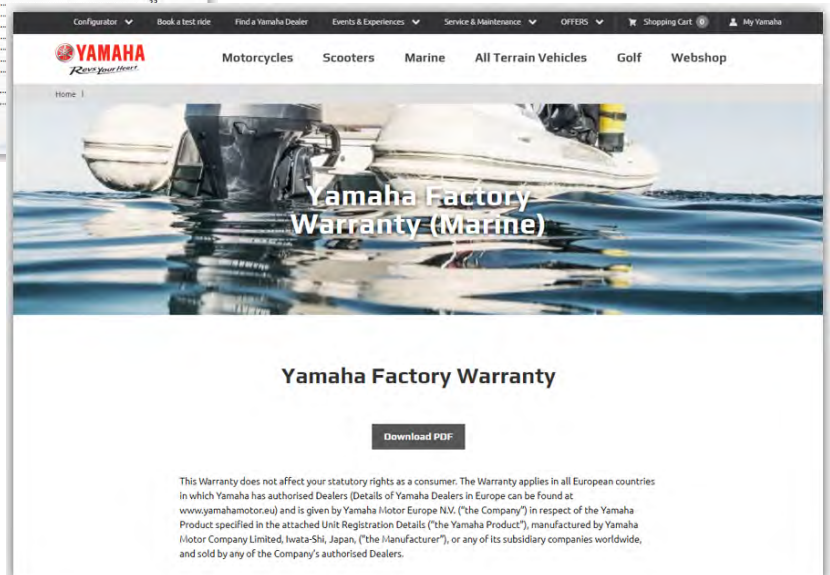 23
Configurator Book a test ride Find a Yamaha Dealer Events & Experiences Service & Maintenance OFFERS Shopping Cart 0 My Yamaha
YAMAHA
Revs Your Heart
Motorcycles Scooters Marine All Terrain Vehicles Golf Webshop
Home
Yamaha Factory
Warranty (Marine)
Yamaha Factory Warranty
Download PDF
This Warranty does not affect your statutory rights as a consumer. The Warranty applies in all European countries
in which Yamaha has authorised Dealers (Details of Yamaha Dealers in Europe can be found at
www.yamahamotor.eu) and is given by Yamaha Motor Europe N.V. ("the Company") in respect of the Yamaha
Product specified in the attached Unit Registration Details ("the Yamaha Product"), manufactured by Yamaha
Motor Company Limited, Iwata-Shi, Japan, ("the Manufacturer"), or any of its subsidiary companies worldwide,
and sold by any of the Company's authorised Dealers.